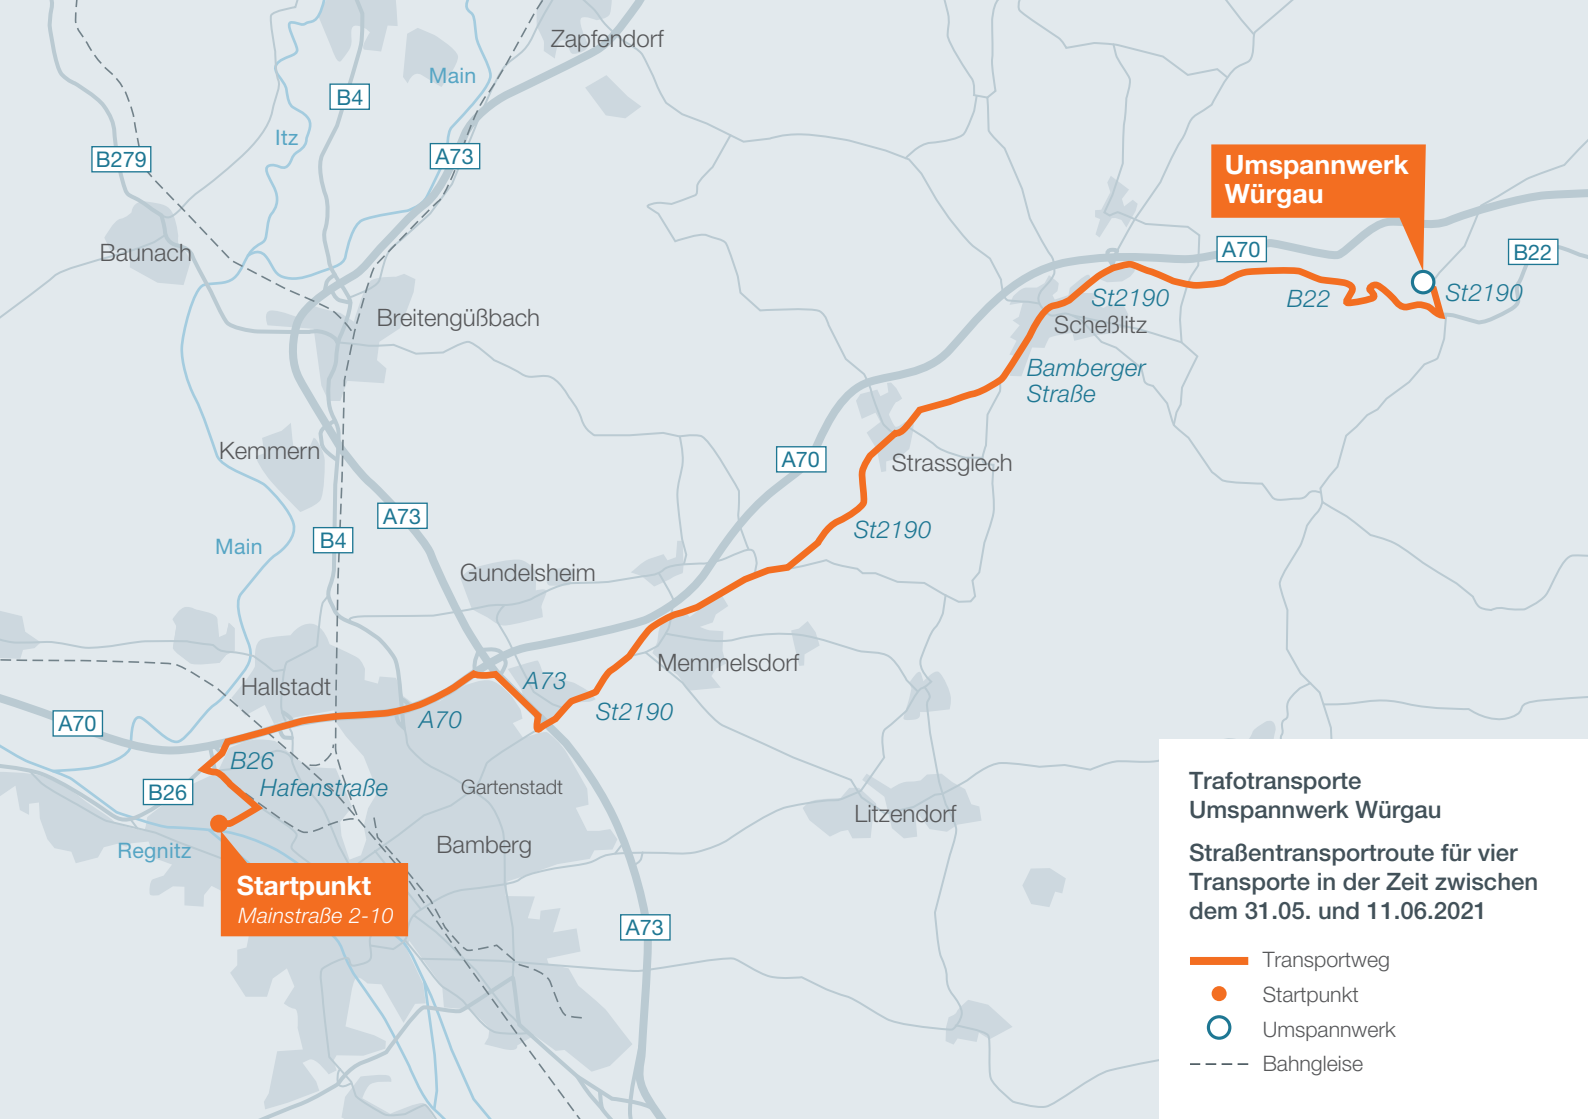 Zapfendorf
Main
B4
Itz
B279
A73
Umspannwerk
Würgau
Baunach
A70
B22
St2190
B22
St2190
Scheßlitz
Breitengüßbach
Bamberger
Straße
Kemmern
A70
Strassgiech
A73
St2190
B4
Main
Gundelsheim
Memmelsdorf
Hallstadt
A73
St2190
A70
A70
B26
Hafenstraße
B26
Gartenstadt
Litzendorf
Regnitz
Bamberg
Startpunkt
Mainstraße 2-10
A73
Trafotransporte
Umspannwerk Würgau
Straßentransportroute für vier
Transporte in der Zeit zwischen
dem 31.05. und 11.06.2021
Transportweg
Startpunkt
Umspannwerk
Bahngleise